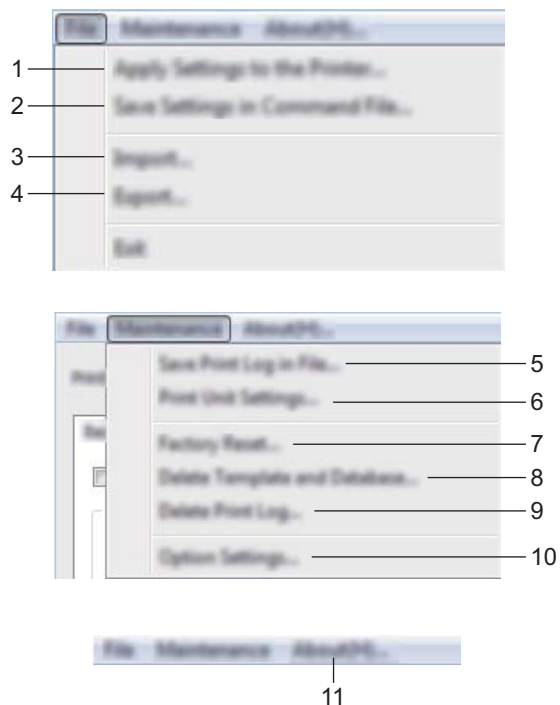 File Maintenance About(H)...
1 Apply Settings to the Printer...
2 Save Settings in Command File...
3 Import...
4 Export...
Exit
File Maintenance About(H)...
Save Print Log in File... 5
Print Unit Settings... 6
Factory Reset... 7
Delete Template and Database... 8
Delete Print Log... 9
Option Settings... 10
File Maintenance About(H)...
11